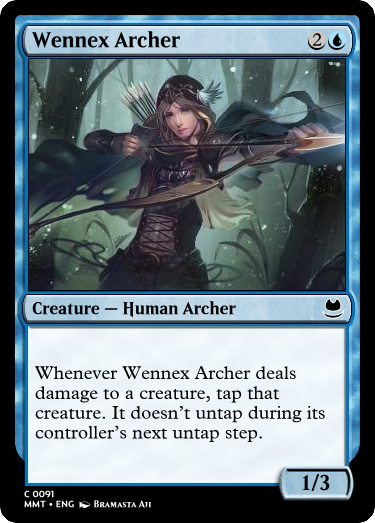 Wennex Archer 2
Creature — Human Archer
Whenever Wennex Archer deals
damage to a creature, tap that
creature. It doesn't untap during its
controller's next untap step.
1/3
C 0091
MMT • ENG Bramasta Aji